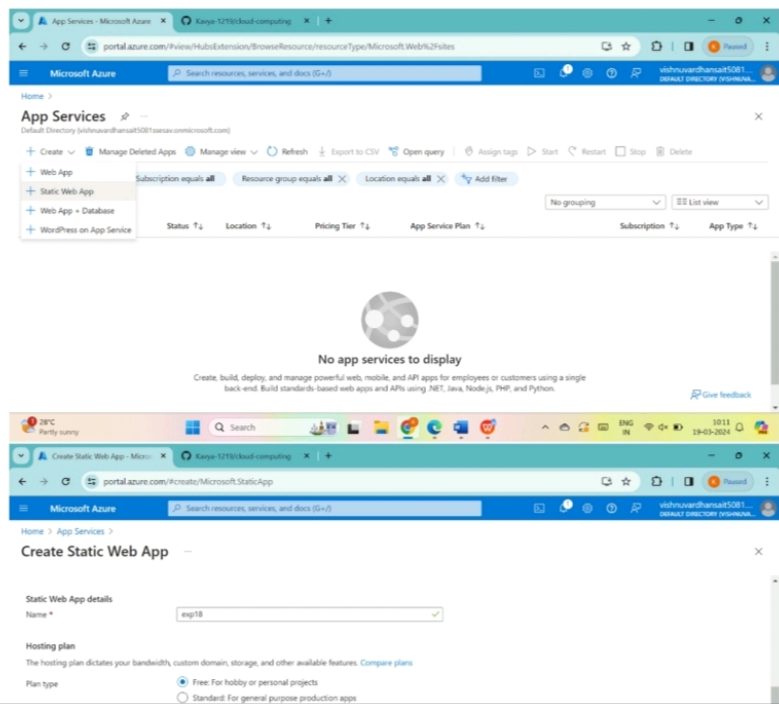 App Services - Microsoft Azure
Kavya-1219/cloud-computing
portal.azure.com/#view/HubsExtension/BrowseResource/resourceType/Microsoft.Web%2Fsites
Paused
Microsoft Azure
Search resources, services, and docs (G+/)
vishnuvardhansait5081...
DEFAULT DIRECTORY (VISHNUVA...
Home >
App Services
Default Directory (vishnuvardhansait5081ssesav.onmicrosoft.com)
Create
Manage Deleted Apps
Manage view
Refresh
Export to CSV
Open query
Assign tags
Start
Restart
Stop
Delete
Web App
Static Web App
Web App + Database
WordPress on App Service
Subscription equals all
Resource group equals all
Location equals all
Add filter
No grouping
List view
Status
Location
Pricing Tier
App Service Plan
Subscription
App Type
No app services to display
Create, build, deploy, and manage powerful web, mobile, and API apps for employees or customers using a single
back-end. Build standards-based web apps and APIs using .NET, Java, Node.js, PHP, and Python.
Give feedback
28°C
Partly sunny
Search
ENG
IN
10:11
19-03-2024
Create Static Web App - Micros
Kavya-1219/cloud-computing
portal.azure.com/#create/Microsoft.StaticApp
Paused
Microsoft Azure
Search resources, services, and docs (G+/)
vishnuvardhansait5081...
DEFAULT DIRECTORY (VISHNUVA...
Home > App Services >
Create Static Web App
Static Web App details
Name *
exp18
Hosting plan
The hosting plan dictates your bandwidth, custom domain, storage, and other available features. Compare plans
Plan type
Free: For hobby or personal projects
Standard: For general purpose production apps